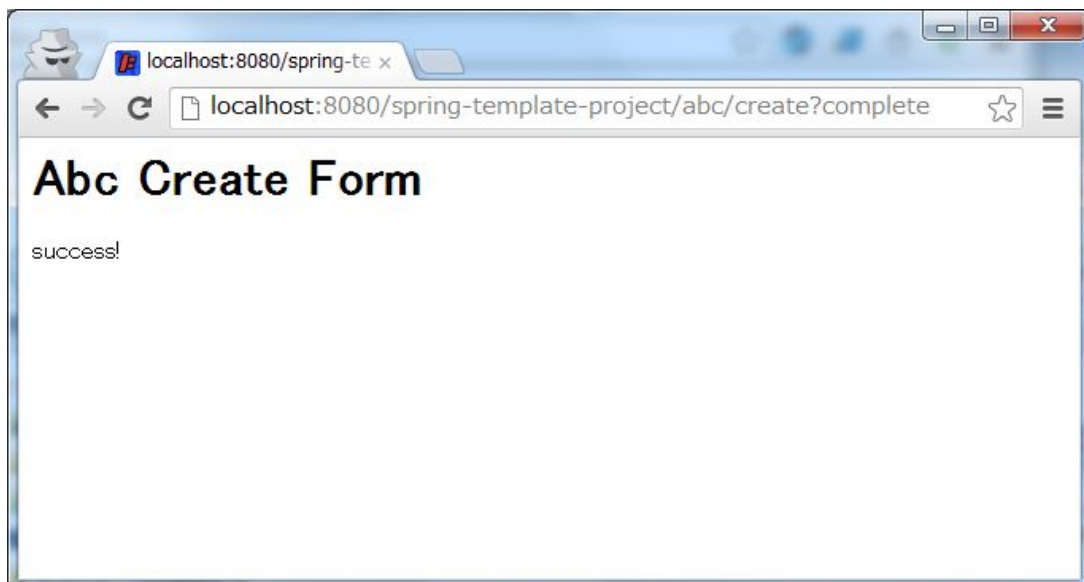 localhost:8080/spring-te
localhost:8080/spring-template-project/abc/create?complete
Abc Create Form
success!